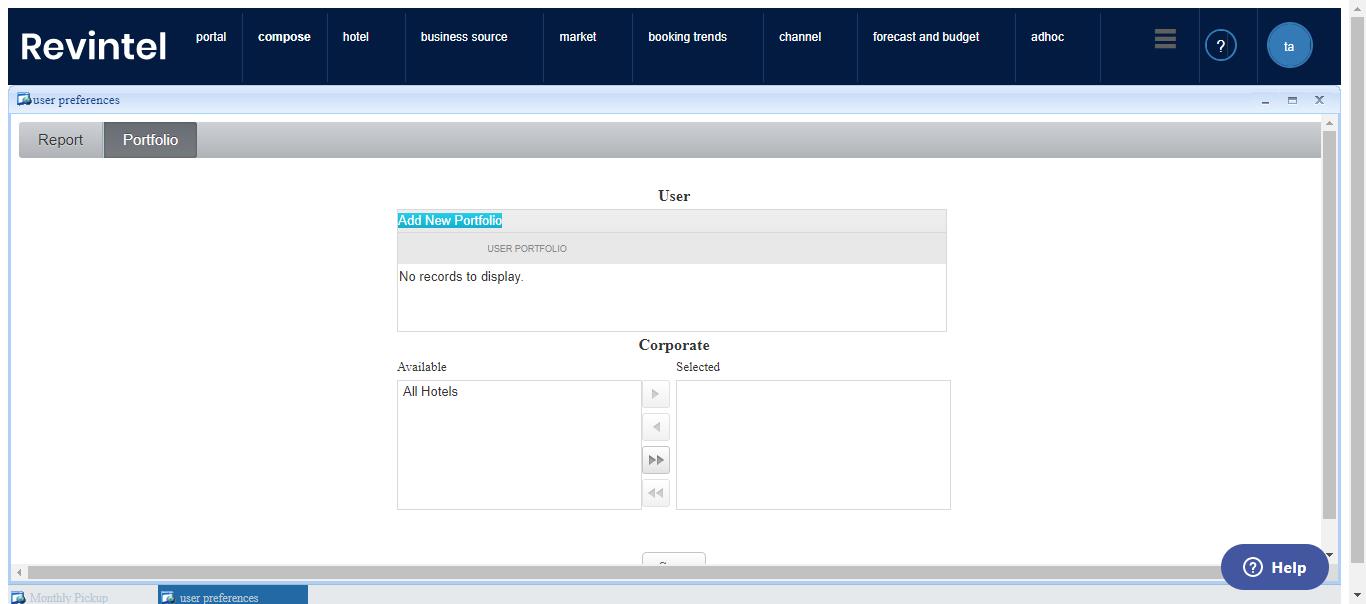 Revintel
portal
compose
hotel
business source
market
booking trends
channel
forecast and budget
adhoc
?
ta
user preferences
Report
Portfolio
User
Add New Portfolio
USER PORTFOLIO
No records to display.
Corporate
Available
Selected
All Hotels
? Help
Monthly Pickup
user preferences